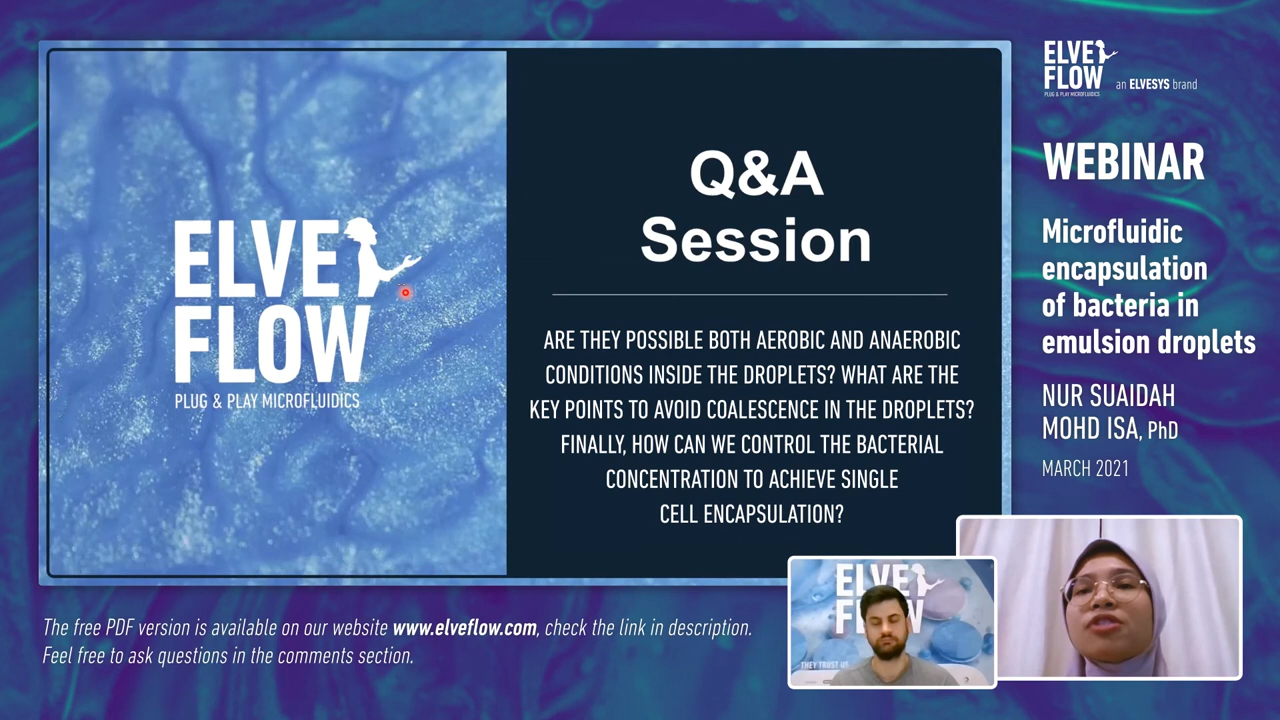 ELVE
FLOW
PLUG & PLAY MICROFLUIDICS
Q&A
Session
ARE THEY POSSIBLE BOTH AEROBIC AND ANAEROBIC
CONDITIONS INSIDE THE DROPLETS? WHAT ARE THE
KEY POINTS TO AVOID COALESCENCE IN THE DROPLETS?
FINALLY, HOW CAN WE CONTROL THE BACTERIAL
CONCENTRATION TO ACHIEVE SINGLE
CELL ENCAPSULATION?
ELVE
FLOW
PLUG & PLAY MICROFLUIDICS
an ELVESYS brand
WEBINAR
Microfluidic
encapsulation
of bacteria in
emulsion droplets
NUR SUAIDAH
MOHD ISA, PhD
MARCH 2021
ELVE
FLOW
THEY TRUST US
The free PDF version is available on our website www.elveflow.com, check the link in description.
Feel free to ask questions in the comments section.